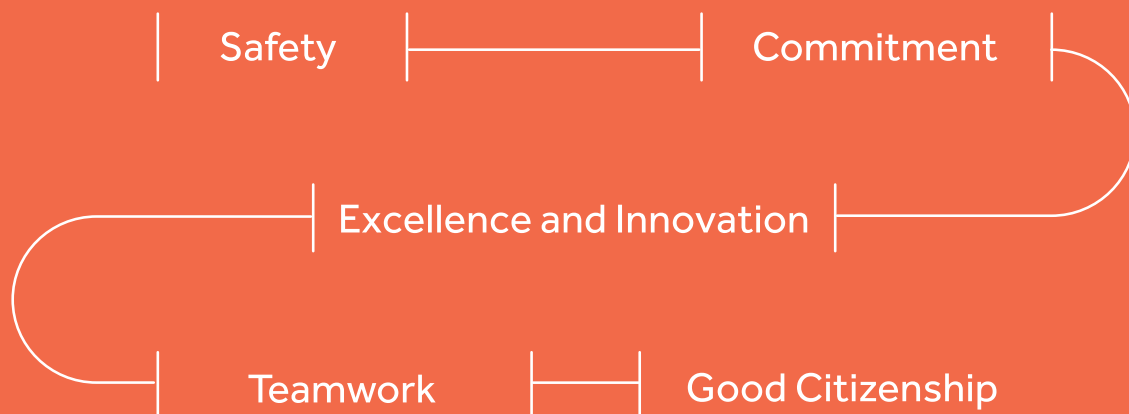 Safety
Commitment
Excellence and Innovation
Teamwork
Good Citizenship